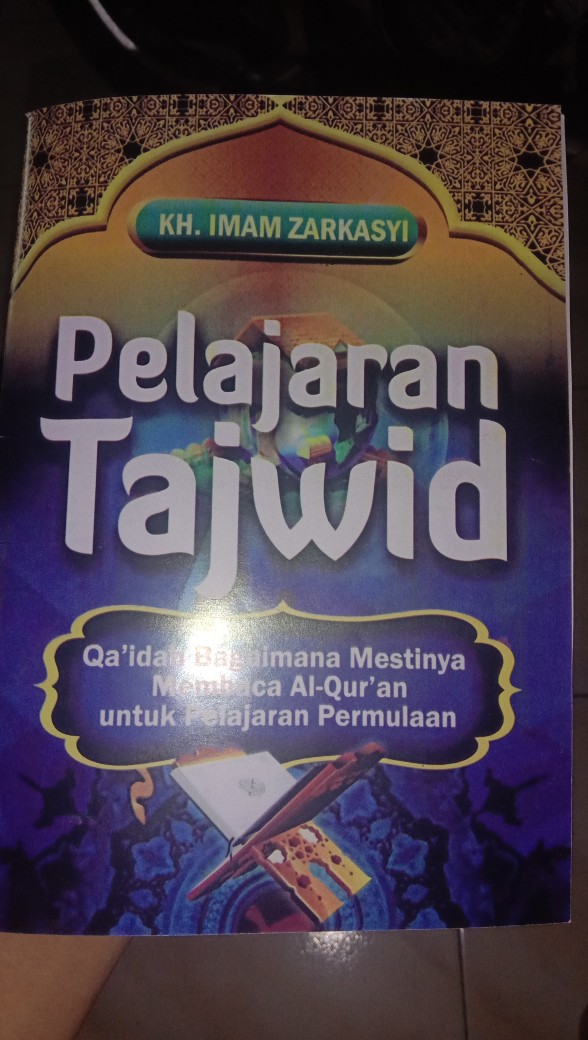 KH. IMAM ZARKASYI
Pelajaran
Tajwid
Qa'idah Bagaimana Mestinya
Membaca Al-Qur'an
untuk Pelajaran Permulaan